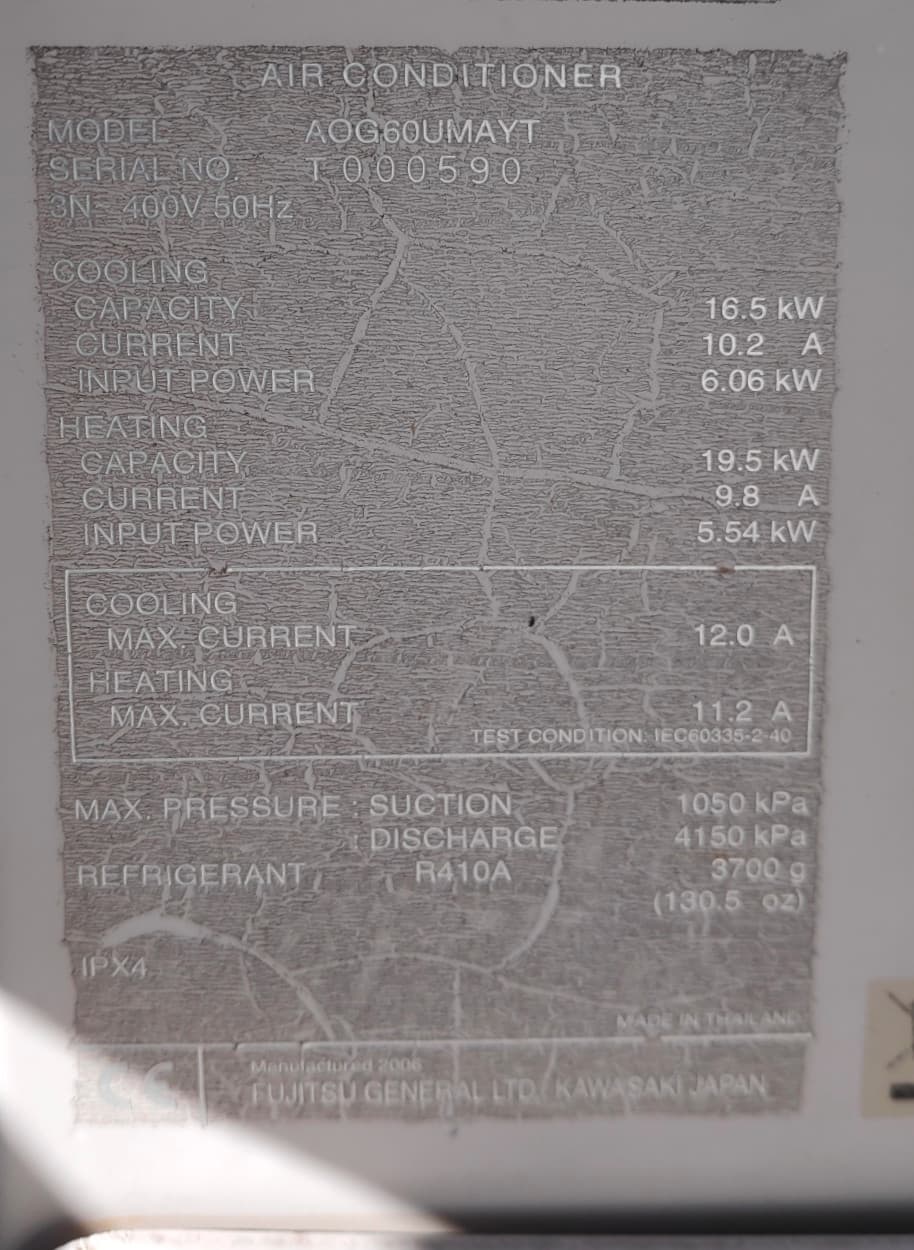 AIR CONDITIONER
MODEL AOG60UMAYT
SERIAL NO. T000590
3N~ 400V 50Hz
COOLING
CAPACITY 16.5 kW
CURRENT 10.2 A
INPUT POWER 6.06 kW
HEATING
CAPACITY 19.5 kW
CURRENT 9.8 A
INPUT POWER 5.54 kW
COOLING
MAX. CURRENT 12.0 A
HEATING
MAX. CURRENT 11.2 A
TEST CONDITION: IEC60335-2-40
MAX. PRESSURE : SUCTION 1050 kPa
: DISCHARGE 4150 kPa
REFRIGERANT R410A 3700 g
(130.5 oz)
IPX4
MADE IN THAILAND
CE
Manufactured 2006
FUJITSU GENERAL LTD. KAWASAKI JAPAN